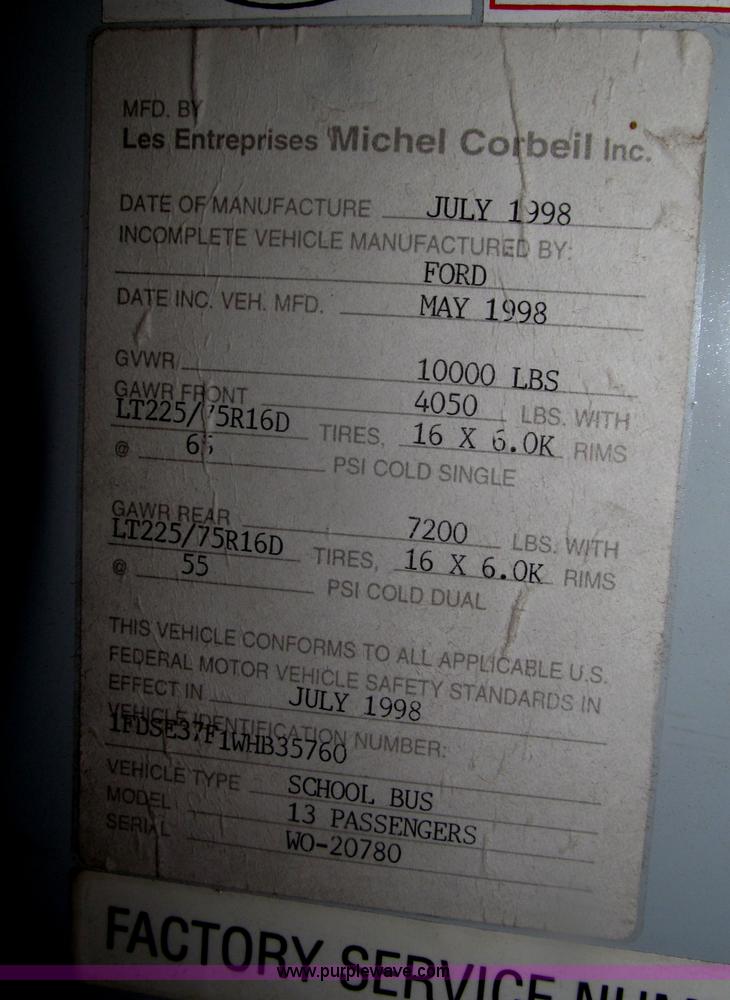 MFD. BY
Les Entreprises Michel Corbeil Inc.
DATE OF MANUFACTURE JULY 1998
INCOMPLETE VEHICLE MANUFACTURED BY:
FORD
DATE INC. VEH. MFD. MAY 1998
GVWR 10000 LBS
GAWR FRONT 4050 LBS. WITH
LT225/75R16D TIRES, 16 X 6.0K RIMS
@ 65 PSI COLD SINGLE
GAWR REAR 7200 LBS. WITH
LT225/75R16D TIRES, 16 X 6.0K RIMS
@ 55 PSI COLD DUAL
THIS VEHICLE CONFORMS TO ALL APPLICABLE U.S.
FEDERAL MOTOR VEHICLE SAFETY STANDARDS IN
EFFECT IN JULY 1998
VEHICLE IDENTIFICATION NUMBER:
1FDSE37F1WHB35760
VEHICLE TYPE SCHOOL BUS
MODEL 13 PASSENGERS
SERIAL WO-20780
FACTORY SERVICE NUM
www.purplewave.com